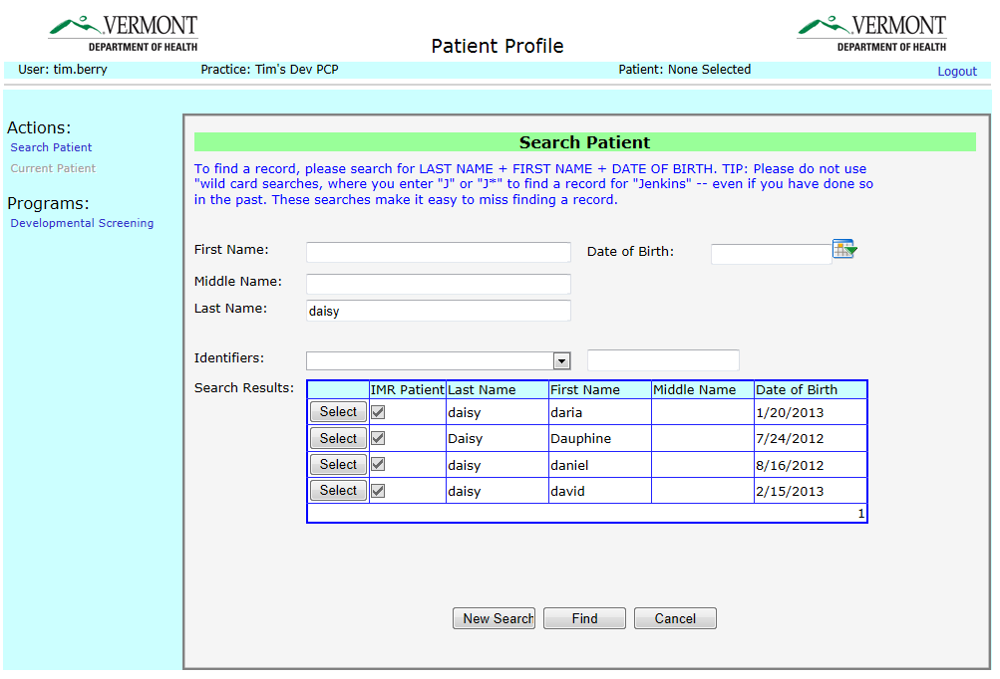 VERMONT
DEPARTMENT OF HEALTH
Patient Profile
VERMONT
DEPARTMENT OF HEALTH
User: tim.berry Practice: Tim's Dev PCP Patient: None Selected Logout
Actions:
Search Patient
Current Patient
Programs:
Developmental Screening
Search Patient
To find a record, please search for LAST NAME + FIRST NAME + DATE OF BIRTH. TIP: Please do not use
"wild card searches, where you enter "J" or "J*" to find a record for "Jenkins" -- even if you have done so
in the past. These searches make it easy to miss finding a record.
First Name: Date of Birth:
Middle Name:
Last Name: daisy
Identifiers:
Search Results:
IMR Patient Last Name First Name Middle Name Date of Birth
Select daisy daria 1/20/2013
Select Daisy Dauphine 7/24/2012
Select daisy daniel 8/16/2012
Select daisy david 2/15/2013
1
New Search Find Cancel